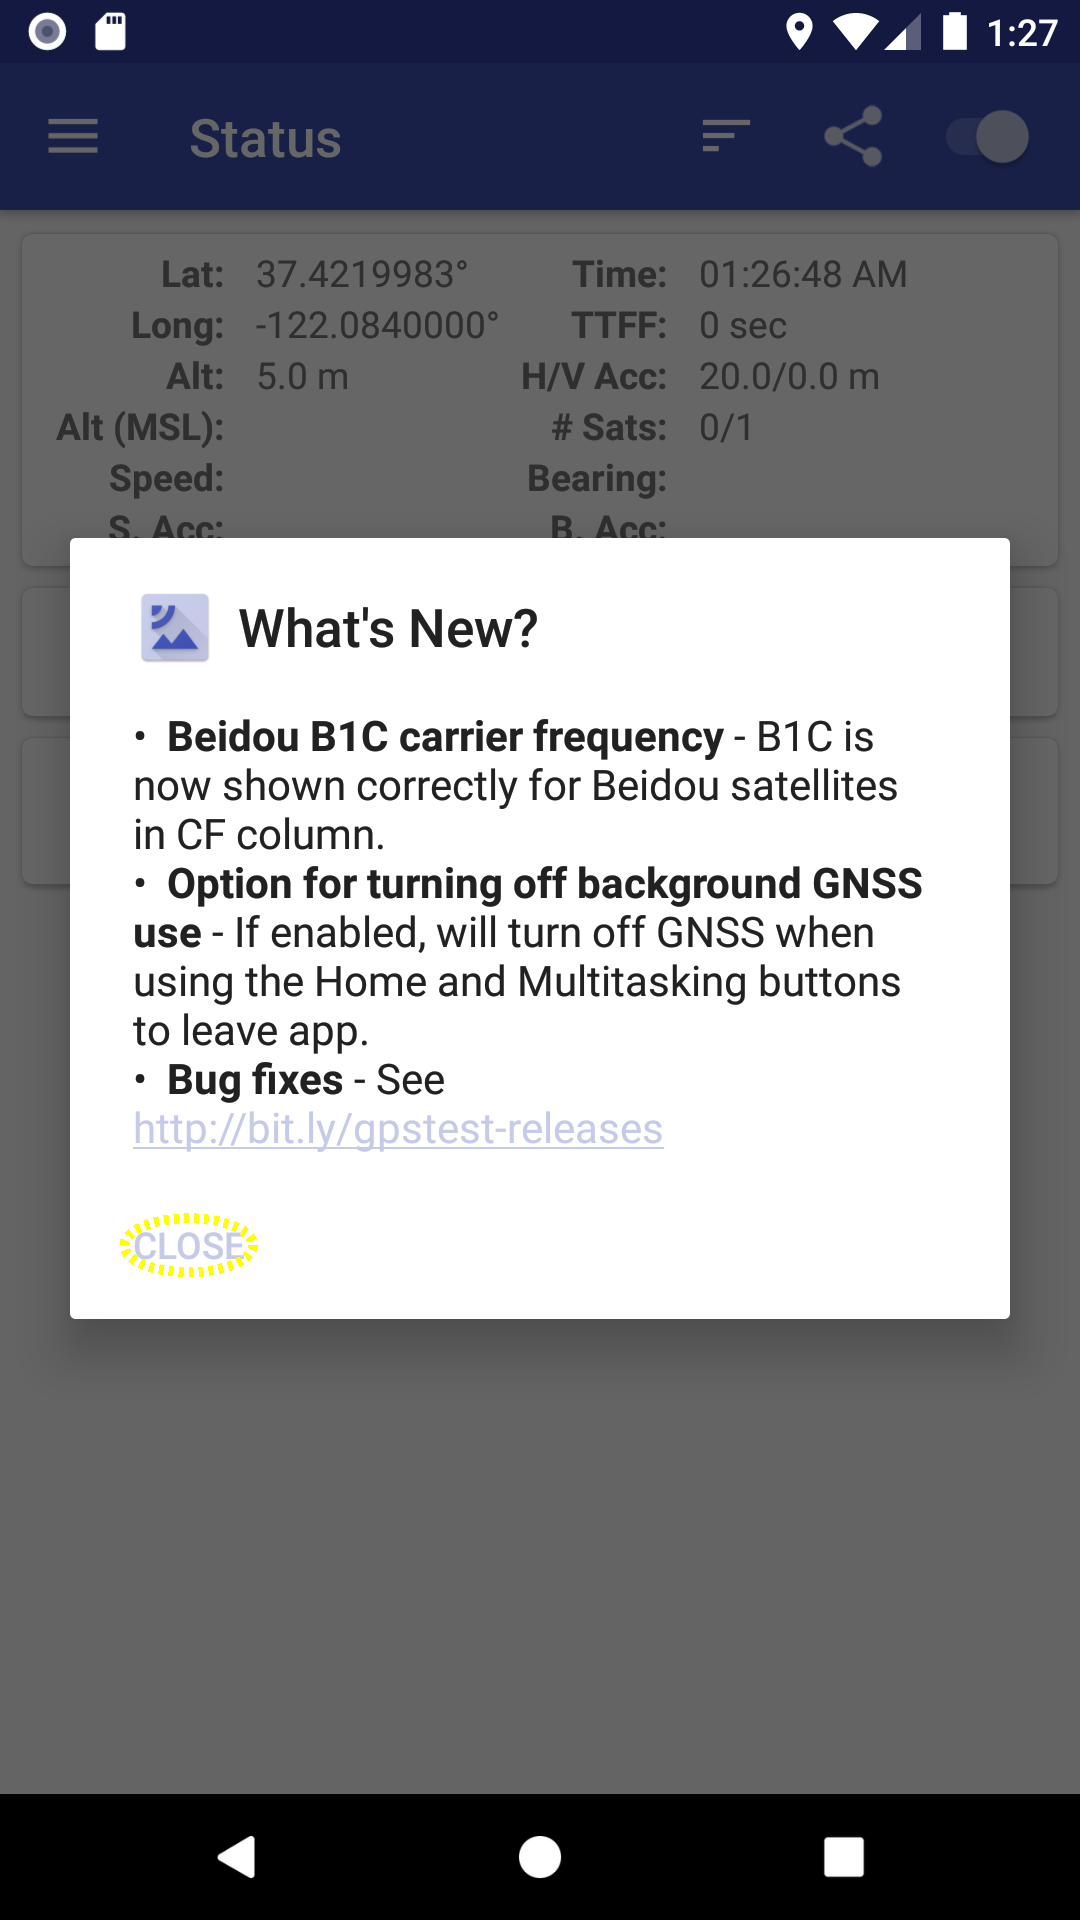 1:27
Status
Lat: 37.4219983° Time: 01:26:48 AM
Long: -122.0840000° TTFF: 0 sec
Alt: 5.0 m H/V Acc: 20.0/0.0 m
Alt (MSL): # Sats: 0/1
Speed: Bearing:
S. Acc: B. Acc:
What's New?
• Beidou B1C carrier frequency - B1C is
now shown correctly for Beidou satellites
in CF column.
• Option for turning off background GNSS
use - If enabled, will turn off GNSS when
using the Home and Multitasking buttons
to leave app.
• Bug fixes - See
http://bit.ly/gpstest-releases
CLOSE